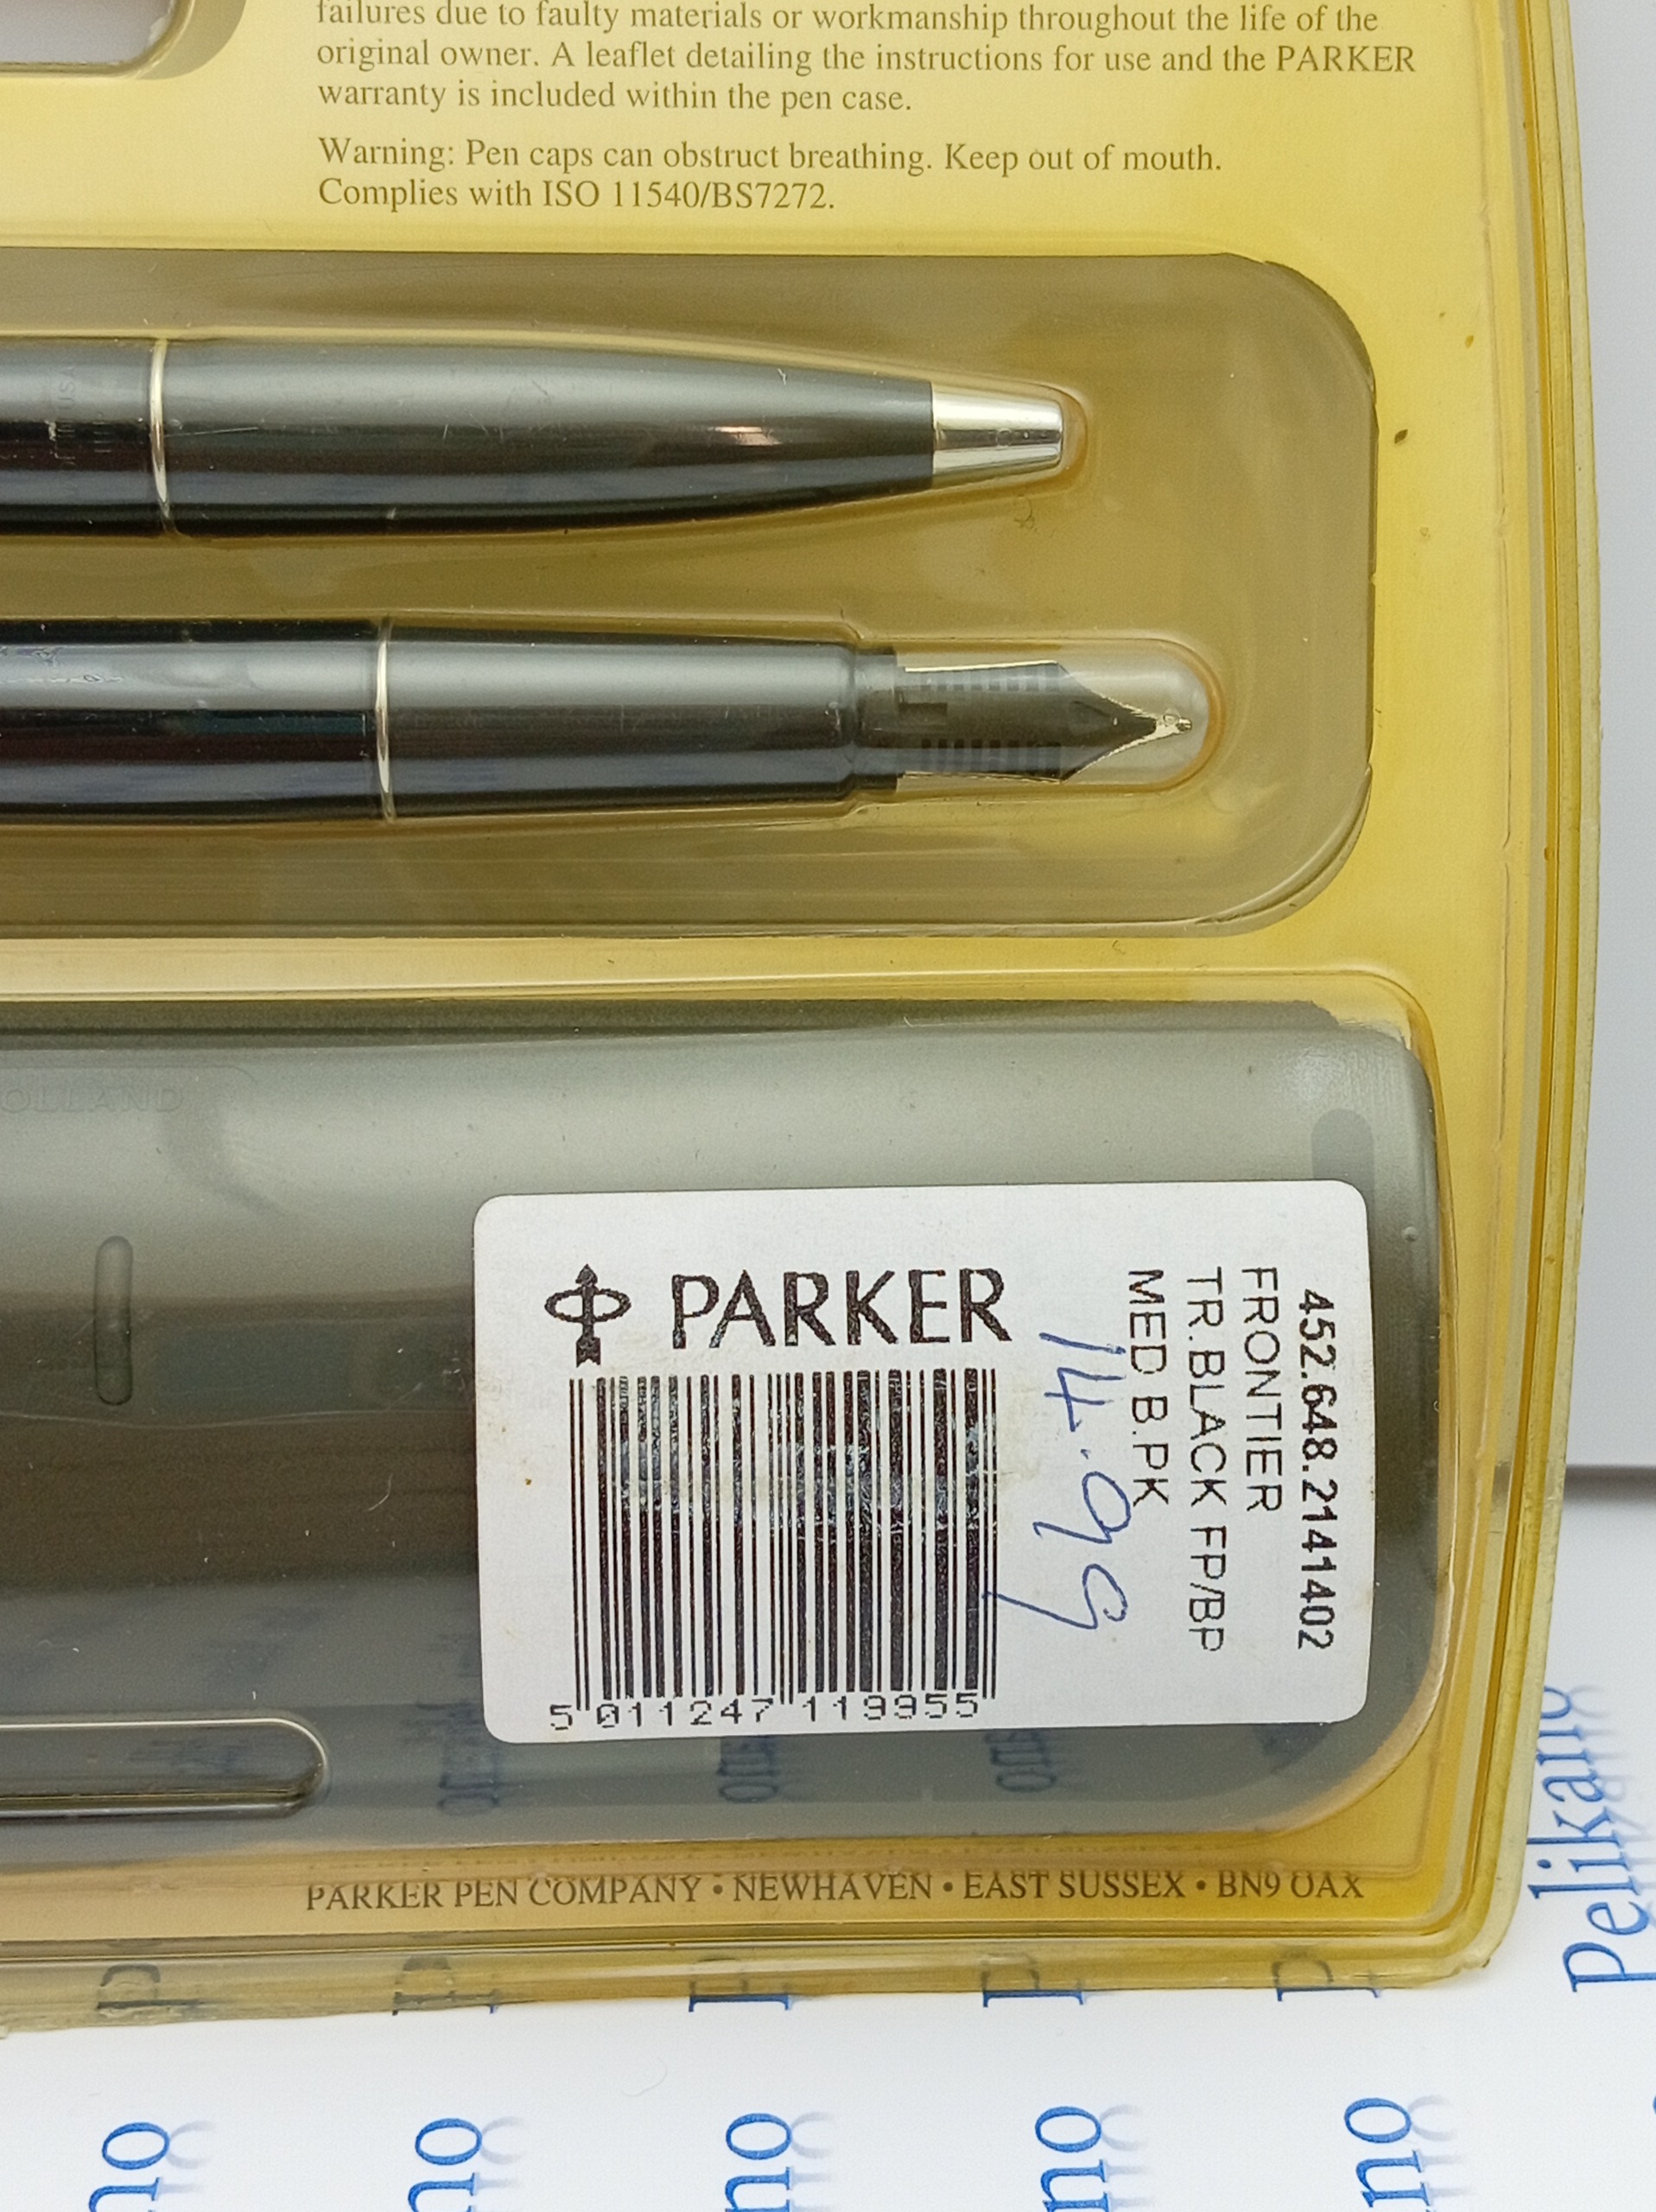 failures due to faulty materials or workmanship throughout the life of the
original owner. A leaflet detailing the instructions for use and the PARKER
warranty is included within the pen case.
Warning: Pen caps can obstruct breathing. Keep out of mouth.
Complies with ISO 11540/BS7272.
PARKER
452.648.2141402
FRONTIER
TR.BLACK FP/BP
MED B.PK
14.99
5 011247 119955
PARKER PEN COMPANY • NEWHAVEN • EAST SUSSEX • BN9 OAX
Pelikano